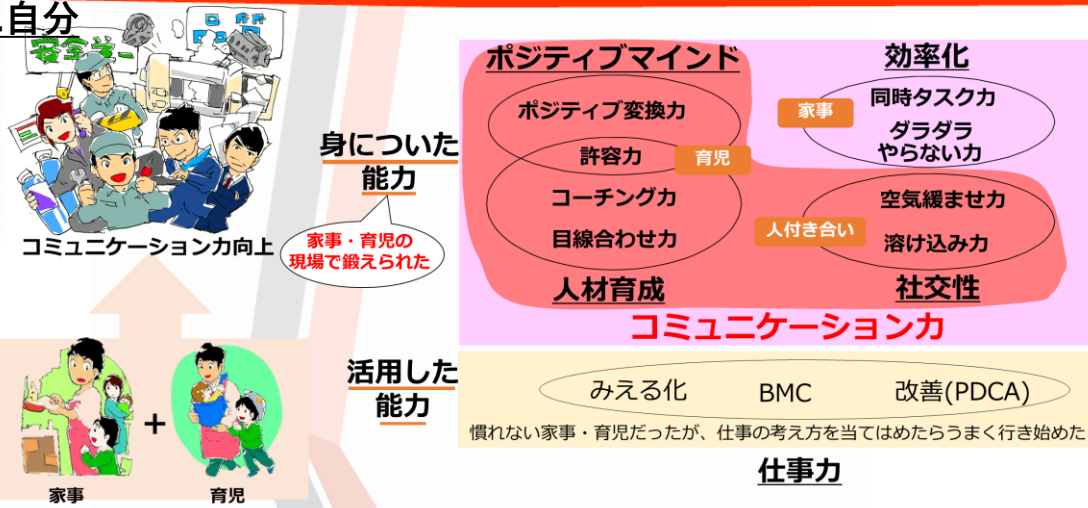 自分
安全
コミュニケーション力向上
家事
+
育児
身についた
能力
家事・育児の
現場で鍛えられた
活用した
能力
ポジティブマインド
ポジティブ変換力
許容力
育児
コーチング力
目線合わせ力
人材育成
効率化
家事
同時タスク力
ダラダラ
やらない力
人付き合い
空気緩ませ力
溶け込み力
社交性
コミュニケーション力
みえる化
BMC
改善(PDCA)
慣れない家事・育児だったが、仕事の考え方を当てはめたらうまく行き始めた
仕事力